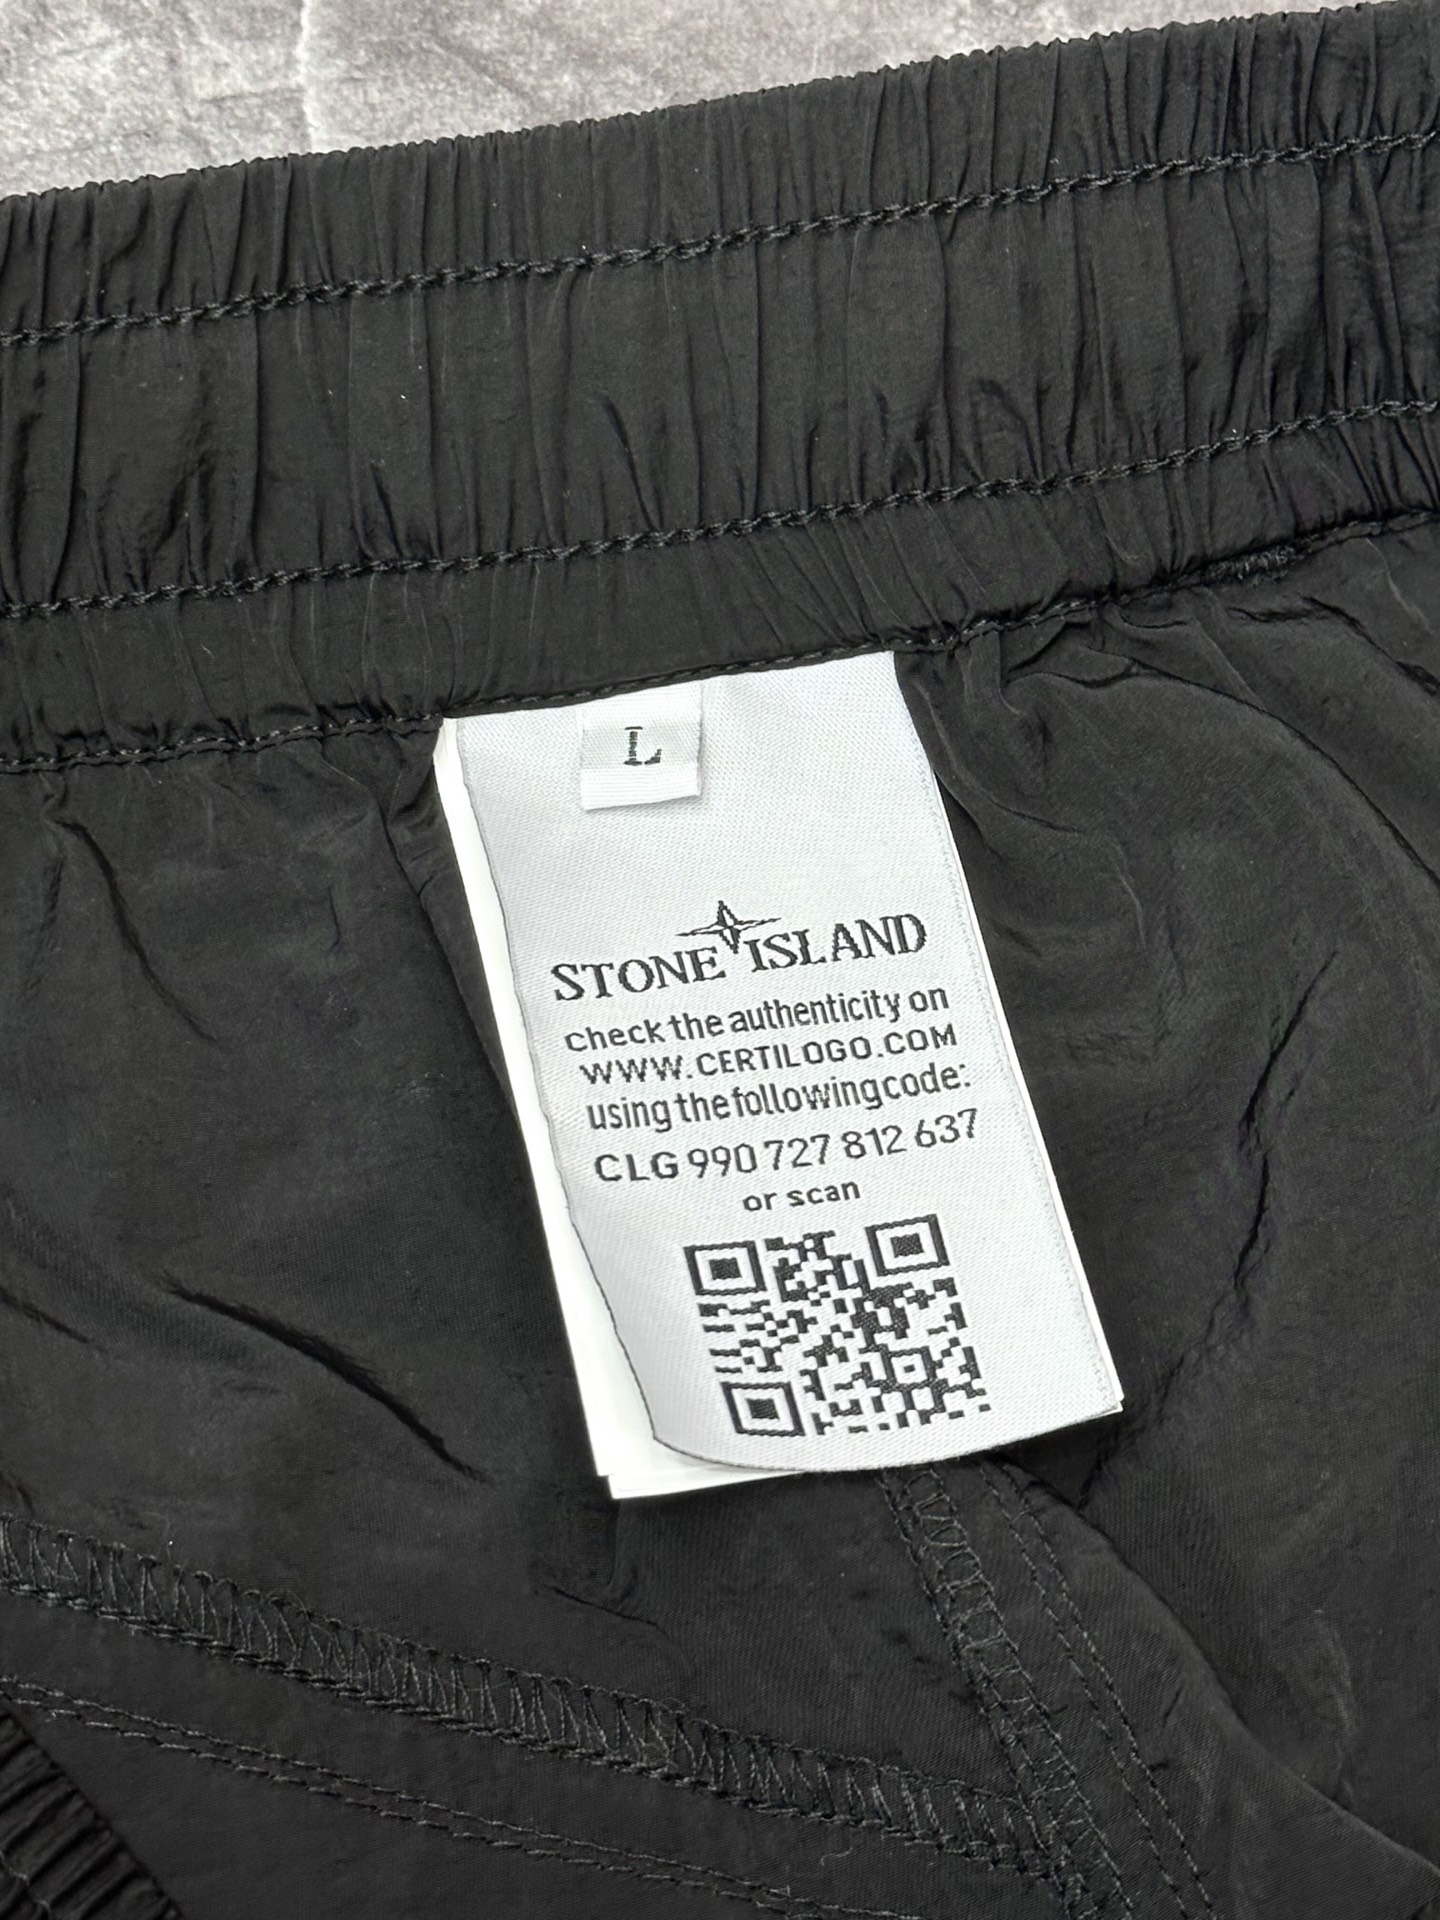 L
STONE ISLAND
check the authenticity on
WWW.CERTILOGO.COM
using the following code:
CLG 990 727 812 637
or scan